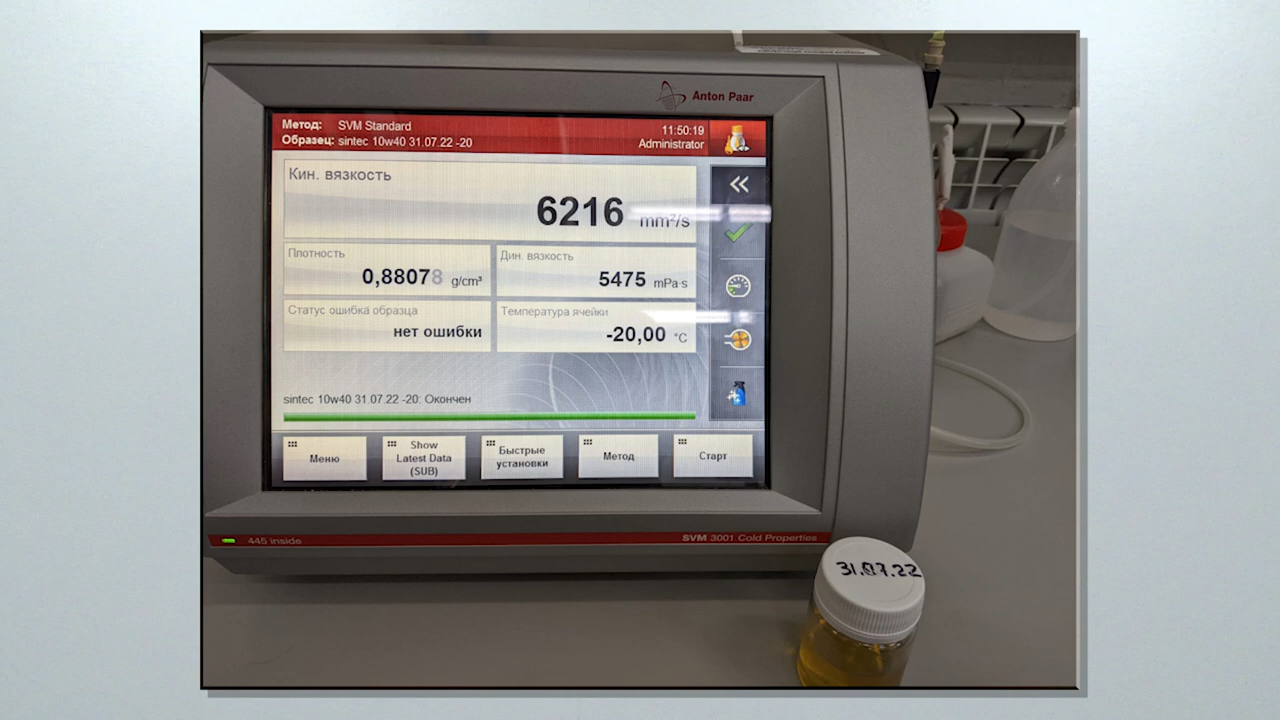 Anton Paar
Метод: SVM Standard
11:50:19
Образец: sintec 10w40 31.07.22 -20
Administrator
Кин. вязкость
6216 mm²/s
Плотность
0,88078 g/cm³
Дин. вязкость
5475 mPa·s
Статус ошибка образца
нет ошибки
Температура ячейки
-20,00 °C
sintec 10w40 31.07.22 -20: Окончен
Меню
Show
Latest Data
(SUB)
Быстрые
установки
Метод
Старт
445 inside
SVM 3001 Cold Properties
31.07.22